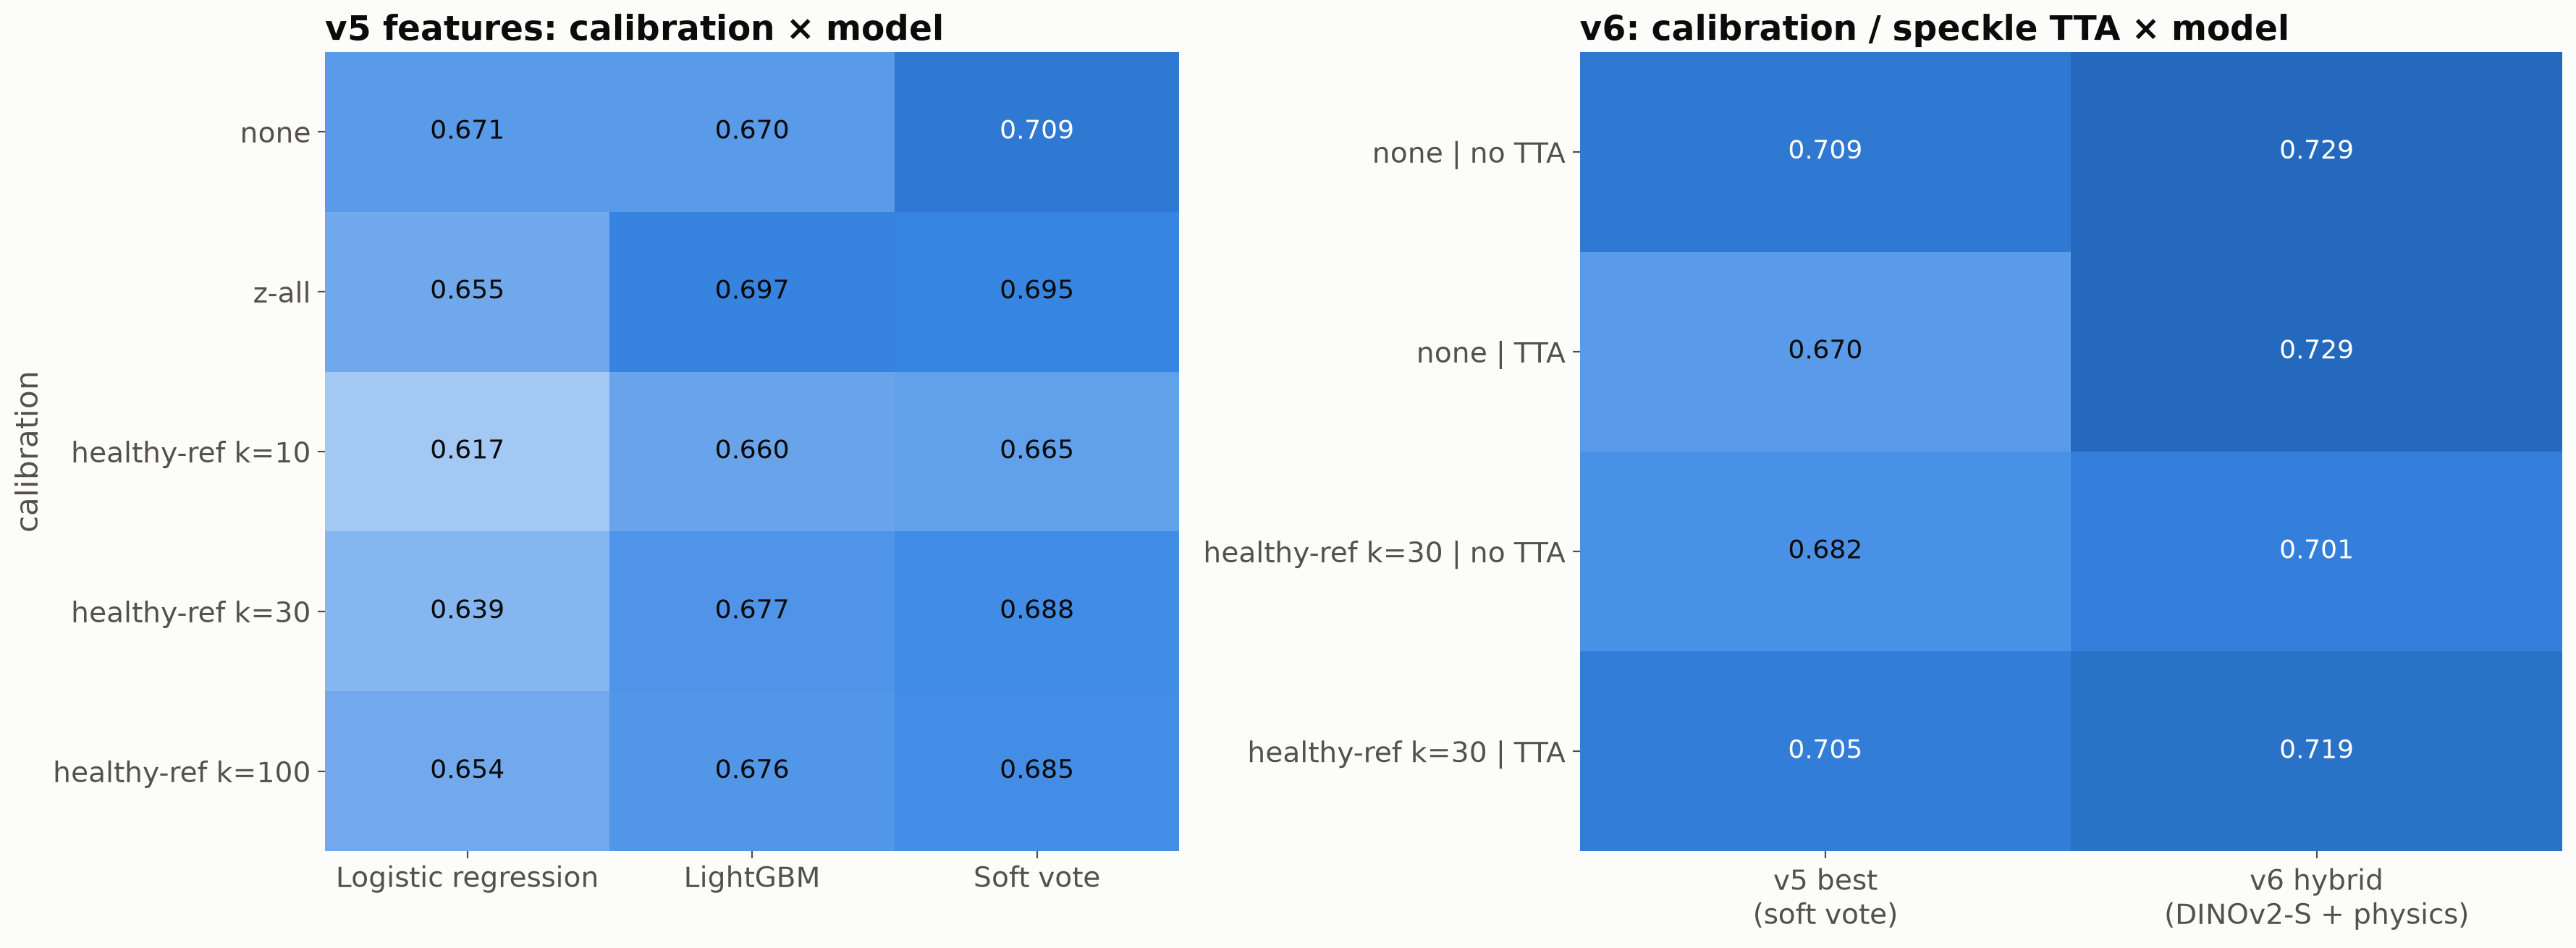 v5 features: calibration × model
calibration
none
0.671 0.670 0.709
z-all
0.655 0.697 0.695
healthy-ref k=10
0.617 0.660 0.665
healthy-ref k=30
0.639 0.677 0.688
healthy-ref k=100
0.654 0.676 0.685
Logistic regression LightGBM Soft vote
v6: calibration / speckle TTA × model
none | no TTA
0.709 0.729
none | TTA
0.670 0.729
healthy-ref k=30 | no TTA
0.682 0.701
healthy-ref k=30 | TTA
0.705 0.719
v5 best
(soft vote)
v6 hybrid
(DINOv2-S + physics)